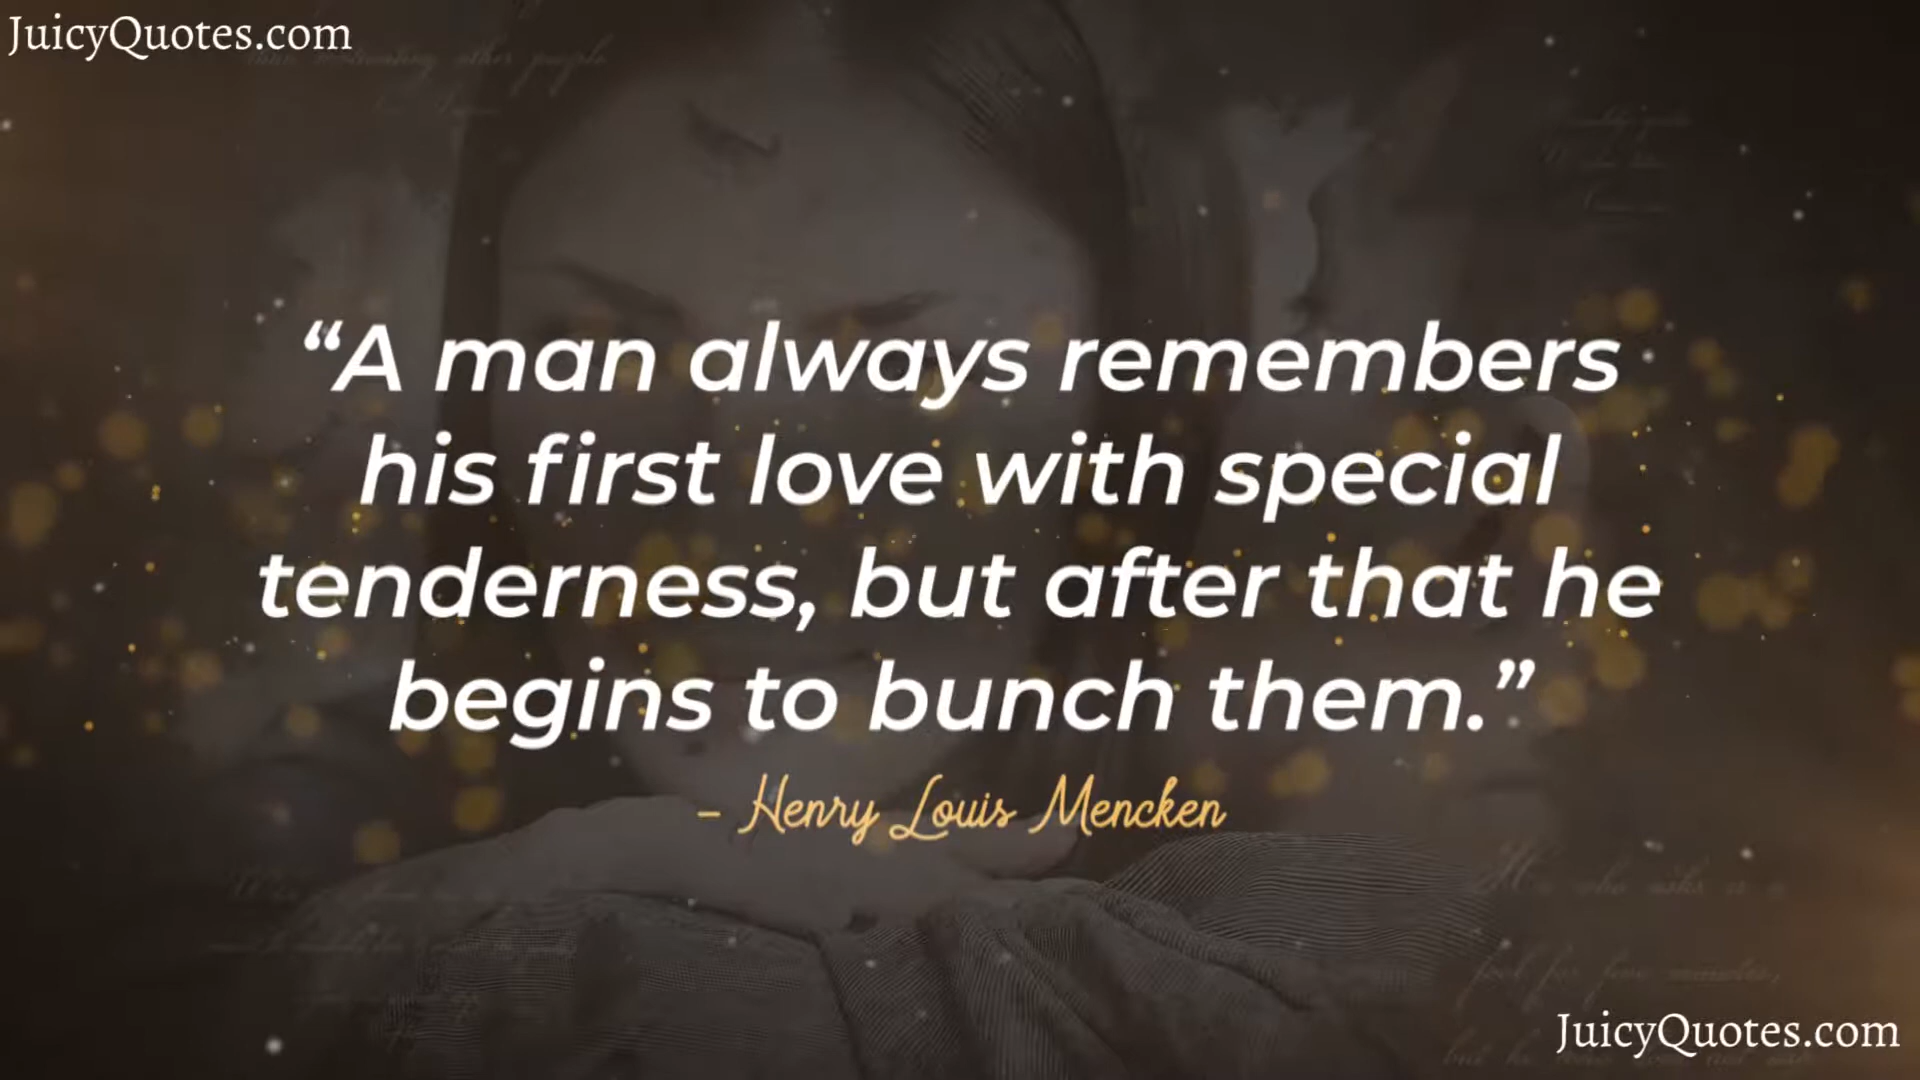 JuicyQuotes.com
“A man always remembers
his first love with special
tenderness, but after that he
begins to bunch them.”
– Henry Louis Mencken
JuicyQuotes.com